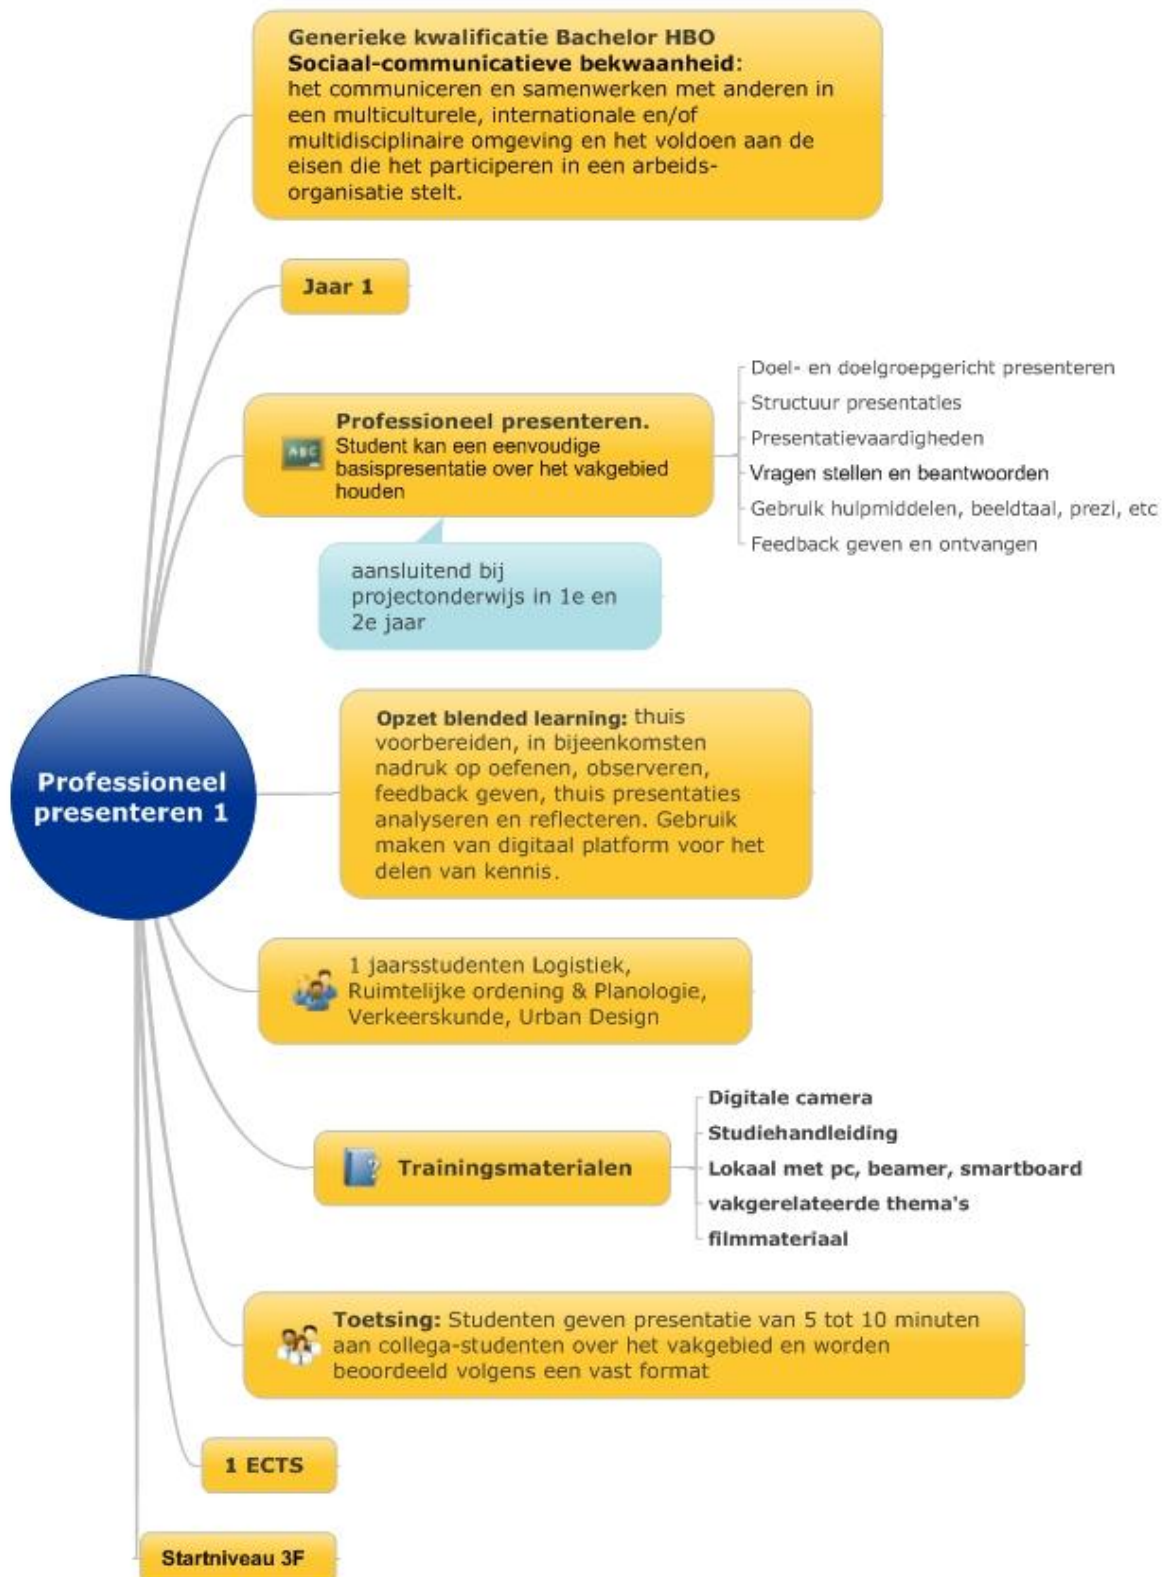 Generieke kwalificatie Bachelor HBO
Sociaal-communicatieve bekwaanheid:
het communiceren en samenwerken met anderen in
een multiculturele, internationale en/of
multidisciplinaire omgeving en het voldoen aan de
eisen die het participeren in een arbeids-
organisatie stelt.
Jaar 1
Professioneel presenteren.
Student kan een eenvoudige
basispresentatie over het vakgebied
houden
ABC
Doel- en doelgroepgericht presenteren
Structuur presentaties
Presentatievaardigheden
Vragen stellen en beantwoorden
Gebruik hulpmiddelen, beeldtaal, prezi, etc
Feedback geven en ontvangen
aansluitend bij
projectonderwijs in 1e en
2e jaar
Professioneel
presenteren 1
Opzet blended learning: thuis
voorbereiden, in bijeenkomsten
nadruk op oefenen, observeren,
feedback geven, thuis presentaties
analyseren en reflecteren. Gebruik
maken van digitaal platform voor het
delen van kennis.
1 jaarsstudenten Logistiek,
Ruimtelijke ordening & Planologie,
Verkeerskunde, Urban Design
Trainingsmaterialen
Digitale camera
Studiehandleiding
Lokaal met pc, beamer, smartboard
vakgerelateerde thema's
filmmateriaal
Toetsing: Studenten geven presentatie van 5 tot 10 minuten
aan collega-studenten over het vakgebied en worden
beoordeeld volgens een vast format
1 ECTS
Startniveau 3F